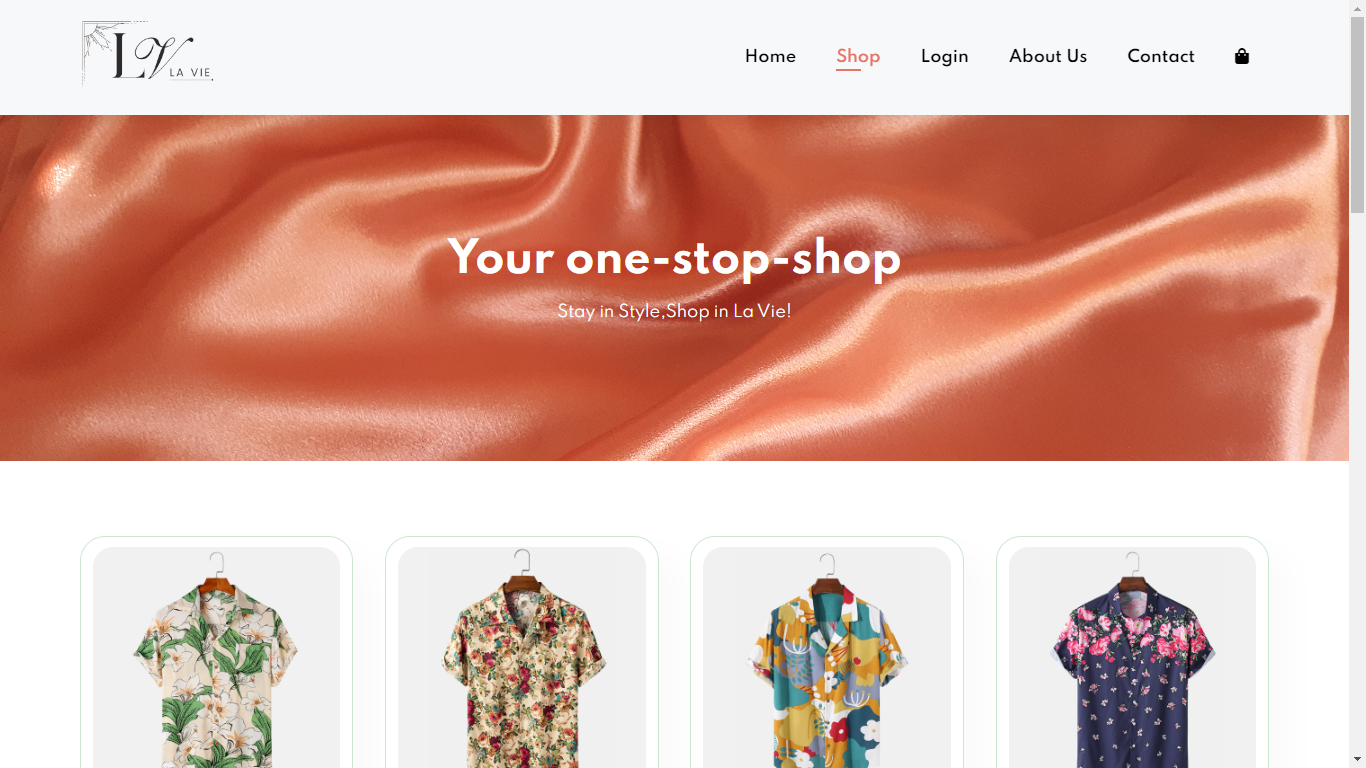 LV
LA VIE
Home Shop Login About Us Contact
Your one-stop-shop
Stay in Style,Shop in La Vie!